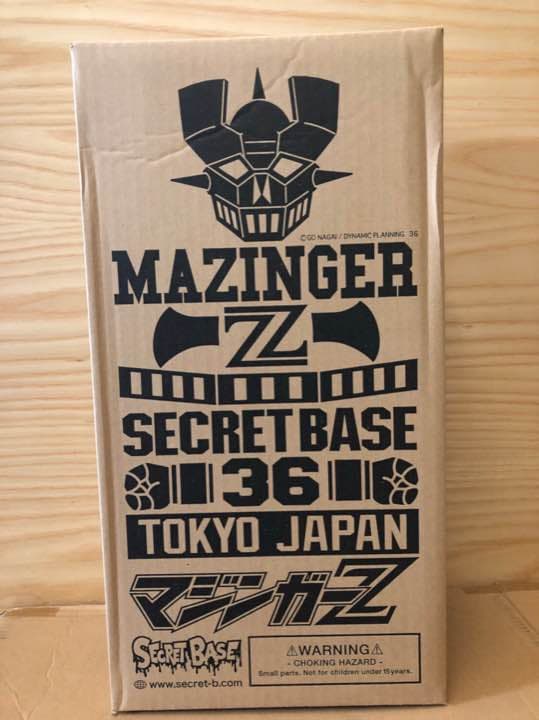 ©GO NAGAI / DYNAMIC PLANNING 36
MAZINGER
Z
SECRET BASE
36
TOKYO JAPAN
マジンガーZ
SECRET BASE
www.secret-b.com
⚠WARNING⚠
- CHOKING HAZARD -
Small parts. Not for children under 15years.